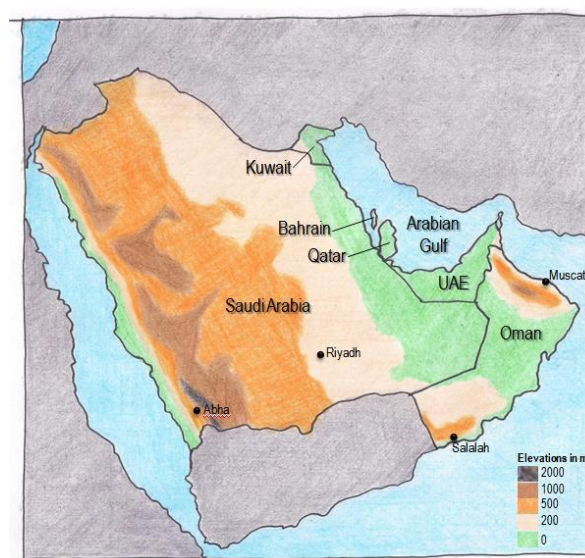 Kuwait
Bahrain
Arabian
Gulf
Qatar
UAE
Muscat
Saudi Arabia
Oman
Riyadh
Abha
Salalah
Elevations in m
2000
1000
500
200
0